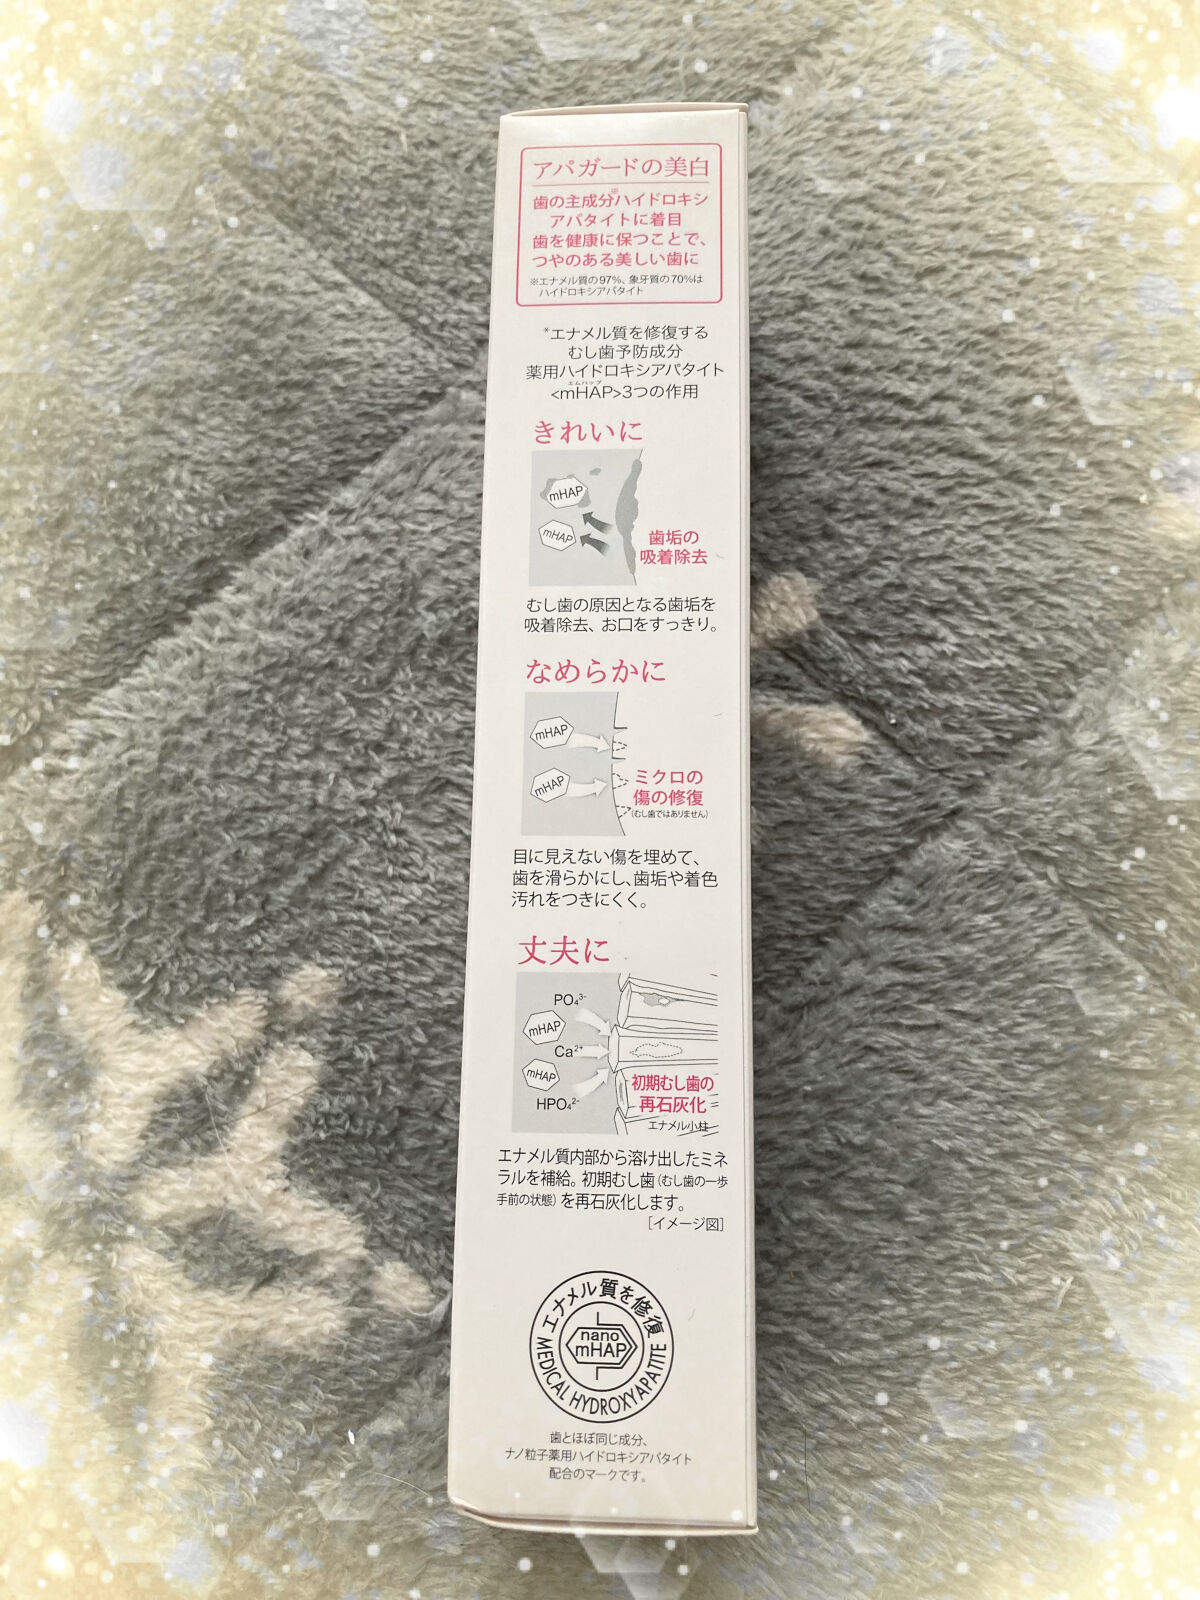 アパガードの美白
歯の主成分※ハイドロキシ
アパタイトに着目
歯を健康に保つことで、
つやのある美しい歯に
※エナメル質の97%、象牙質の70%は
ハイドロキシアパタイト
*エナメル質を修復する
むし歯予防成分
薬用ハイドロキシアパタイト
エムハップ
<mHAP>3つの作用
きれいに
mHAP
mHAP
歯垢の
吸着除去
むし歯の原因となる歯垢を
吸着除去、お口をすっきり。
なめらかに
mHAP
mHAP
ミクロの
傷の修復
(むし歯ではありません)
目に見えない傷を埋めて、
歯を滑らかにし、歯垢や着色
汚れをつきにくく。
丈夫に
PO₄³⁻
mHAP
Ca²⁺
mHAP
HPO₄²⁻
初期むし歯の
再石灰化
エナメル小柱
エナメル質内部から溶け出したミネ
ラルを補給。初期むし歯(むし歯の一歩
手前の状態)を再石灰化します。
[イメージ図]
エナメル質を修復
nano
mHAP
MEDICAL HYDROXYAPATITE
歯とほぼ同じ成分、
ナノ粒子薬用ハイドロキシアパタイト
配合のマークです。